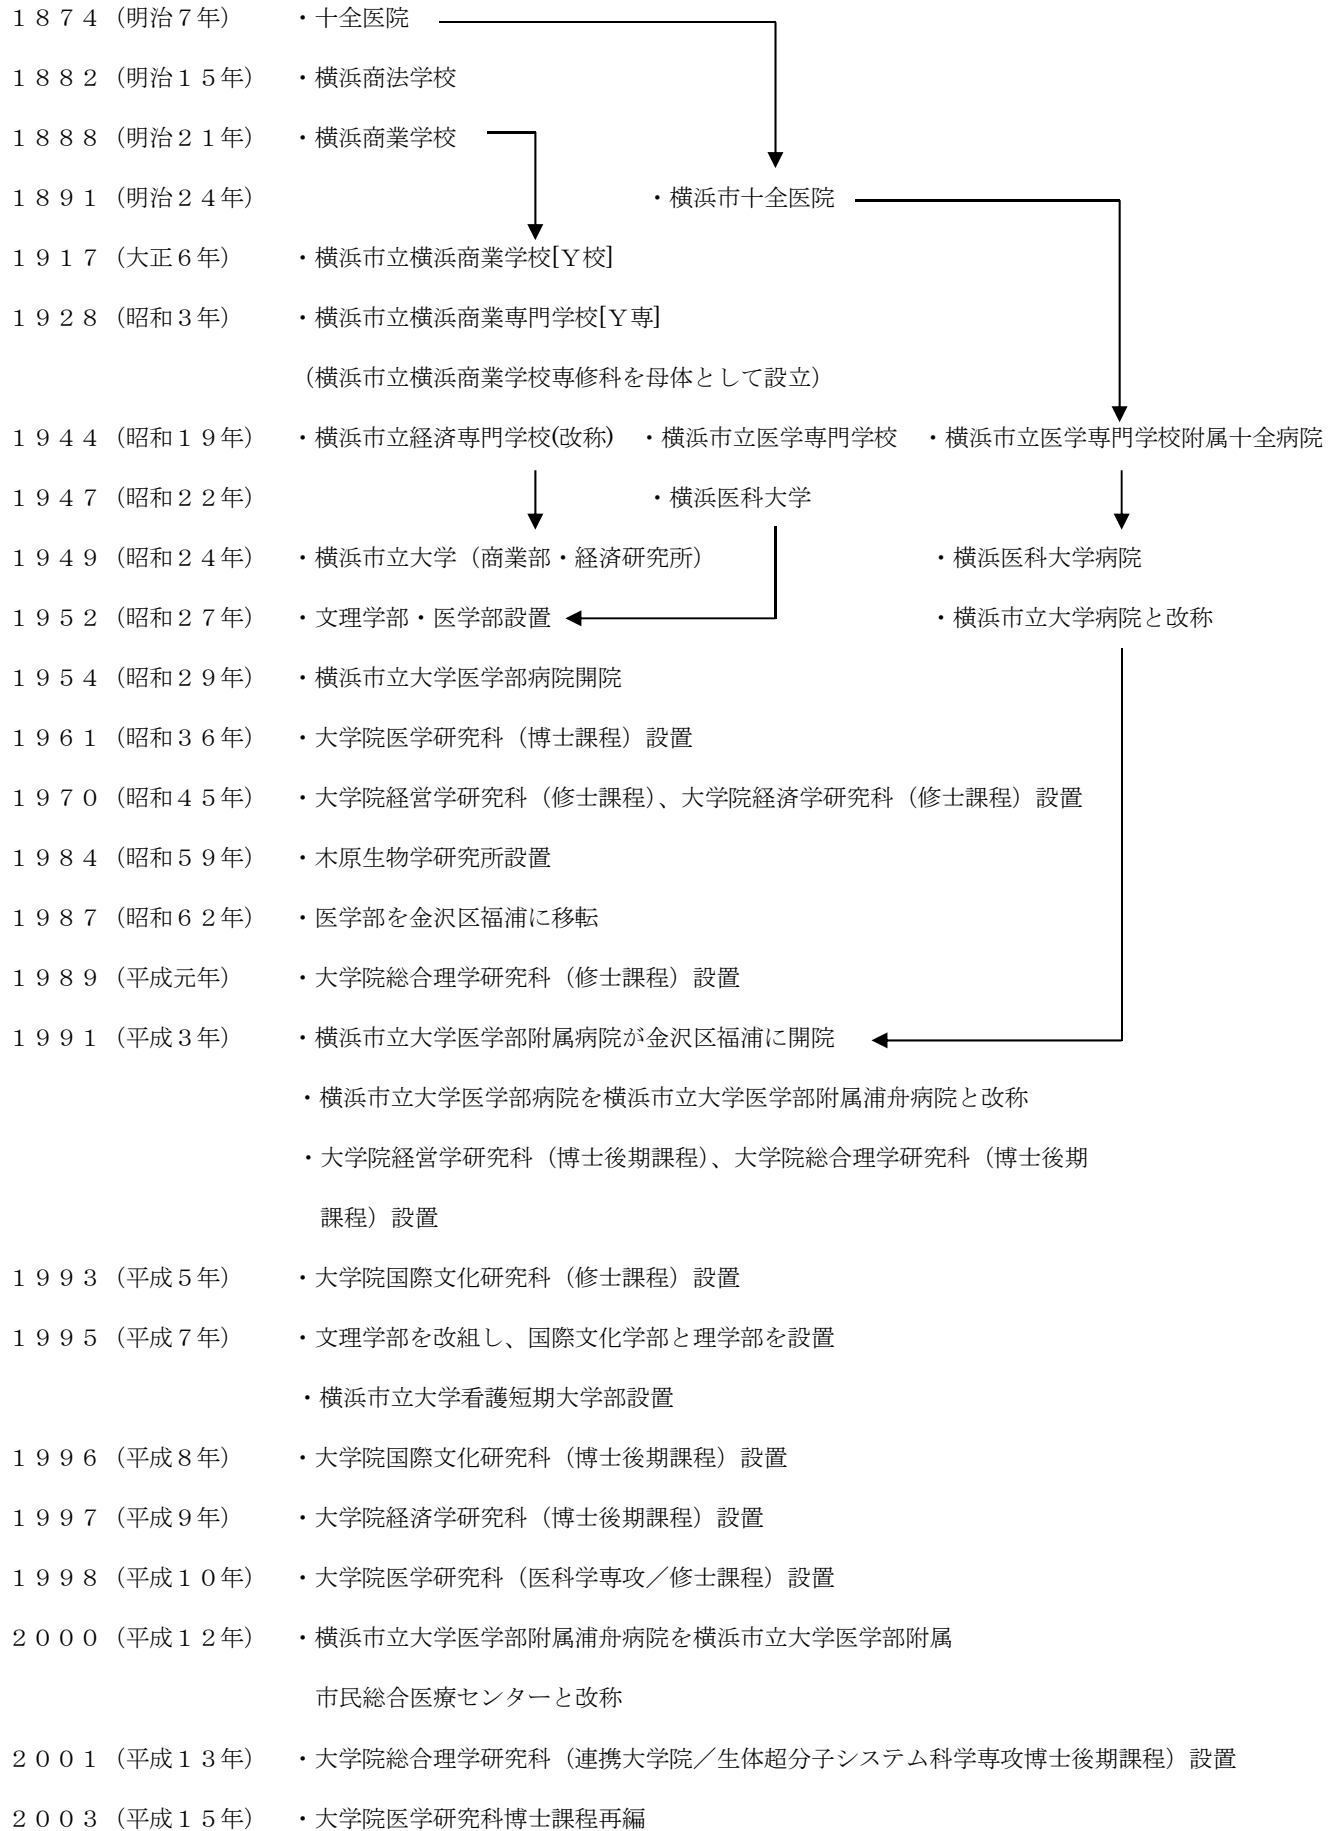 １８７４（明治７年）　・十全医院
１８８２（明治１５年）　・横浜商法学校
１８８８（明治２１年）　・横浜商業学校
１８９１（明治２４年）　・横浜市十全医院
１９１７（大正６年）　・横浜市立横浜商業学校[Ｙ校]
１９２８（昭和３年）　・横浜市立横浜商業専門学校[Ｙ専]
（横浜市立横浜商業学校専修科を母体として設立）
１９４４（昭和１９年）　・横浜市立経済専門学校(改称)　・横浜市立医学専門学校　・横浜市立医学専門学校附属十全病院
１９４７（昭和２２年）　・横浜医科大学
１９４９（昭和２４年）　・横浜市立大学（商業部・経済研究所）　・横浜医科大学病院
１９５２（昭和２７年）　・文理学部・医学部設置　・横浜市立大学病院と改称
１９５４（昭和２９年）　・横浜市立大学医学部病院開院
１９６１（昭和３６年）　・大学院医学研究科（博士課程）設置
１９７０（昭和４５年）　・大学院経営学研究科（修士課程）、大学院経済学研究科（修士課程）設置
１９８４（昭和５９年）　・木原生物学研究所設置
１９８７（昭和６２年）　・医学部を金沢区福浦に移転
１９８９（平成元年）　・大学院総合理学研究科（修士課程）設置
１９９１（平成３年）　・横浜市立大学医学部附属病院が金沢区福浦に開院
・横浜市立大学医学部病院を横浜市立大学医学部附属浦舟病院と改称
・大学院経営学研究科（博士後期課程）、大学院総合理学研究科（博士後期
課程）設置
１９９３（平成５年）　・大学院国際文化研究科（修士課程）設置
１９９５（平成７年）　・文理学部を改組し、国際文化学部と理学部を設置
・横浜市立大学看護短期大学部設置
１９９６（平成８年）　・大学院国際文化研究科（博士後期課程）設置
１９９７（平成９年）　・大学院経済学研究科（博士後期課程）設置
１９９８（平成１０年）　・大学院医学研究科（医科学専攻／修士課程）設置
２０００（平成１２年）　・横浜市立大学医学部附属浦舟病院を横浜市立大学医学部附属
市民総合医療センターと改称
２００１（平成１３年）　・大学院総合理学研究科（連携大学院／生体超分子システム科学専攻博士後期課程）設置
２００３（平成１５年）　・大学院医学研究科博士課程再編